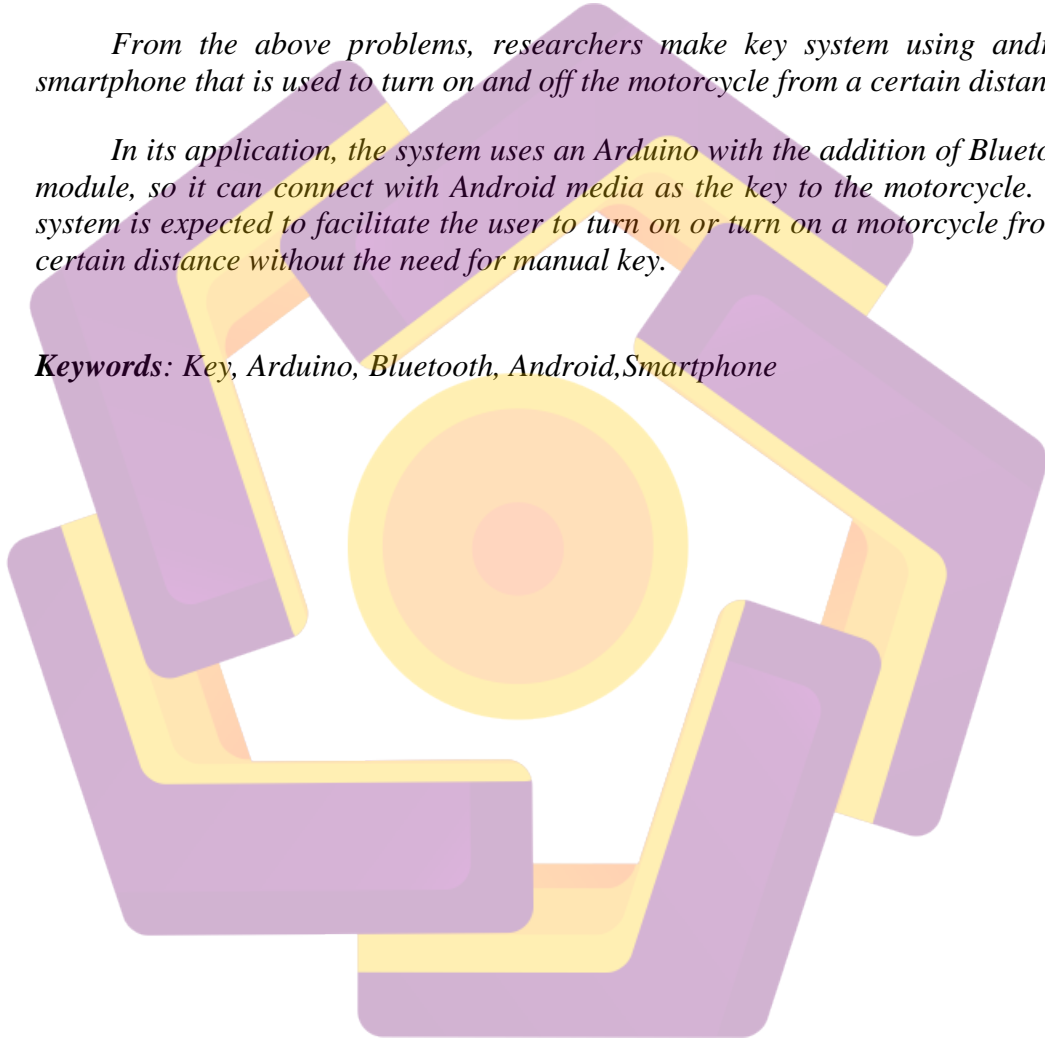 From the above problems, researchers make key system using
smartphone that is used to turn on and off the motorcycle from a certain
In its application, the system uses an Arduino with the addition of
module, so it can connect with Android media as the key to the motorcycle.
system is expected to facilitate the user to turn on or turn on a motorcycle
certain distance without the need for manual key.
Keywords: Key, Arduino, Bluetooth, Android,Smartphone